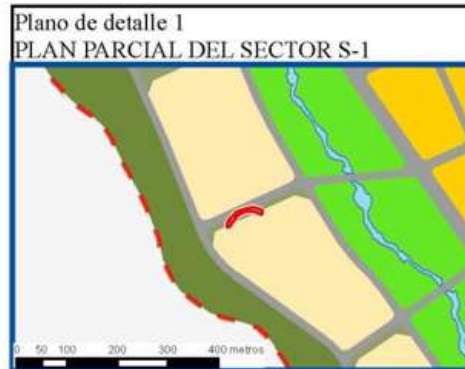 Plano de detalle 1
PLAN PARCIAL DEL SECTOR S-1
0 50 100 200 300 400 metros